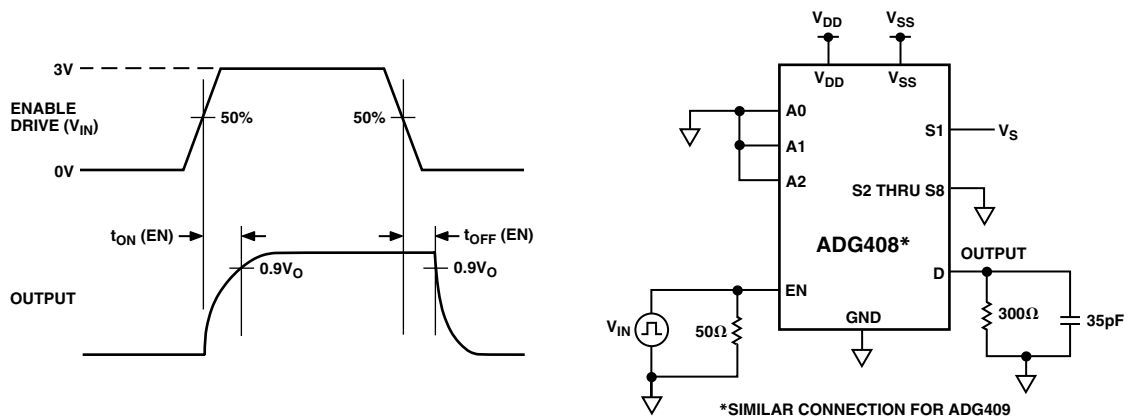 3V
ENABLE
DRIVE (VIN)
50%
50%
0V
tON (EN)
tOFF (EN)
0.9VO
0.9VO
OUTPUT
VDD
VSS
VDD
VSS
A0
A1
A2
S1
VS
S2 THRU S8
ADG408*
OUTPUT
D
EN
GND
VIN
50Ω
300Ω
35pF
*SIMILAR CONNECTION FOR ADG409